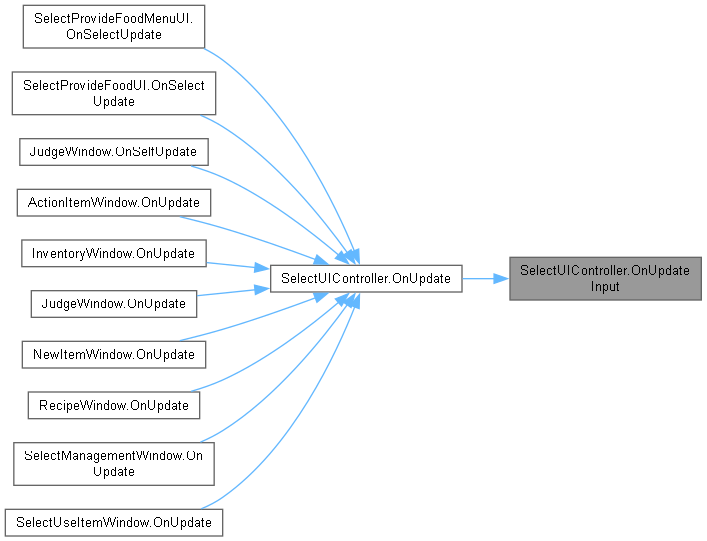 SelectProvideFoodMenuUI.
OnSelectUpdate
SelectProvideFoodUI.OnSelect
Update
JudgeWindow.OnSelfUpdate
ActionItemWindow.OnUpdate
InventoryWindow.OnUpdate
JudgeWindow.OnUpdate
NewItemWindow.OnUpdate
RecipeWindow.OnUpdate
SelectManagementWindow.On
Update
SelectUseItemWindow.OnUpdate
SelectUIController.OnUpdate
SelectUIController.OnUpdate
Input